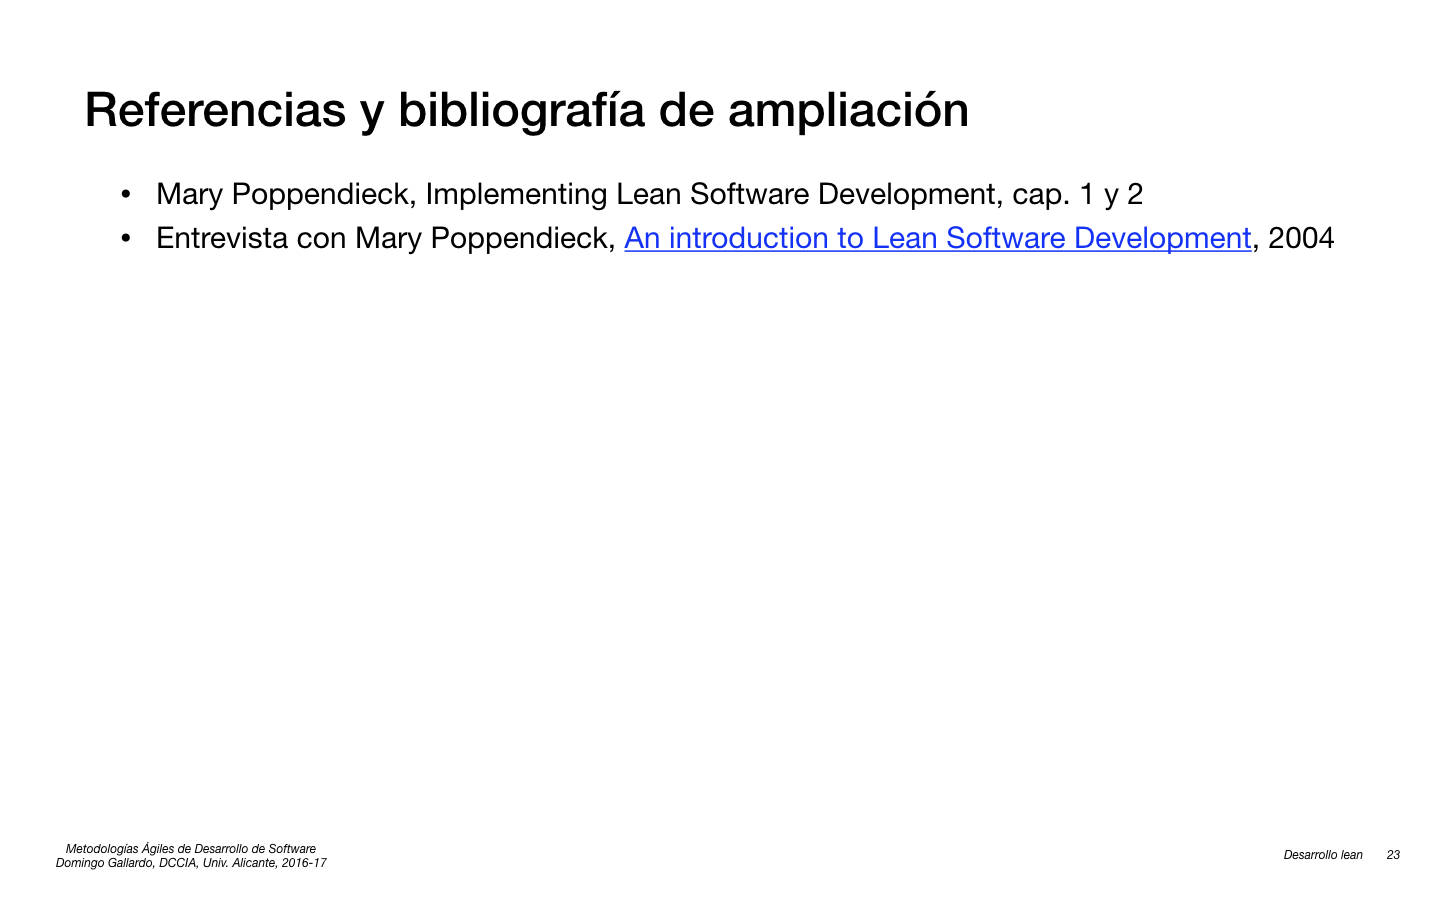 Referencias y bibliografía de ampliación
• Mary Poppendieck, Implementing Lean Software Development, cap. 1 y 2
• Entrevista con Mary Poppendieck, An introduction to Lean Software Development, 2004
Metodologías Ágiles de Desarrollo de Software
Domingo Gallardo, DCCIA, Univ. Alicante, 2016-17
Desarrollo lean 23